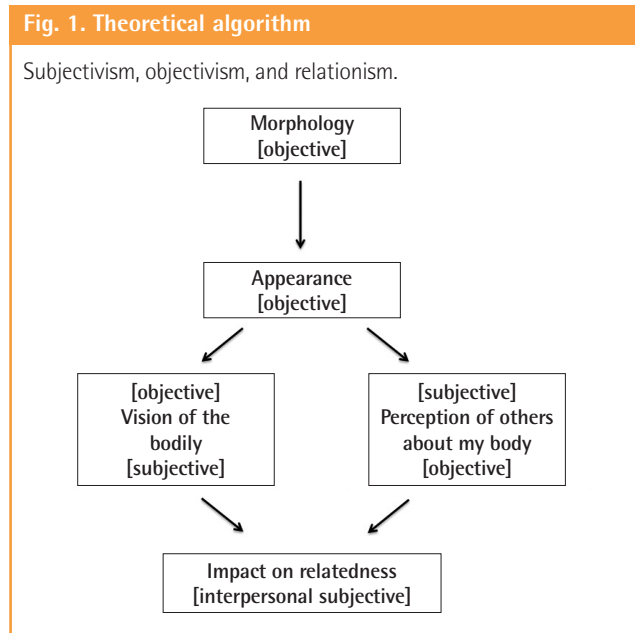 Fig. 1. Theoretical algorithm
Subjectivism, objectivism, and relationism.
Morphology
[objective]
Appearance
[objective]
[objective]
Vision of the
bodily
[subjective]
[subjective]
Perception of others
about my body
[objective]
Impact on relatedness
[interpersonal subjective]